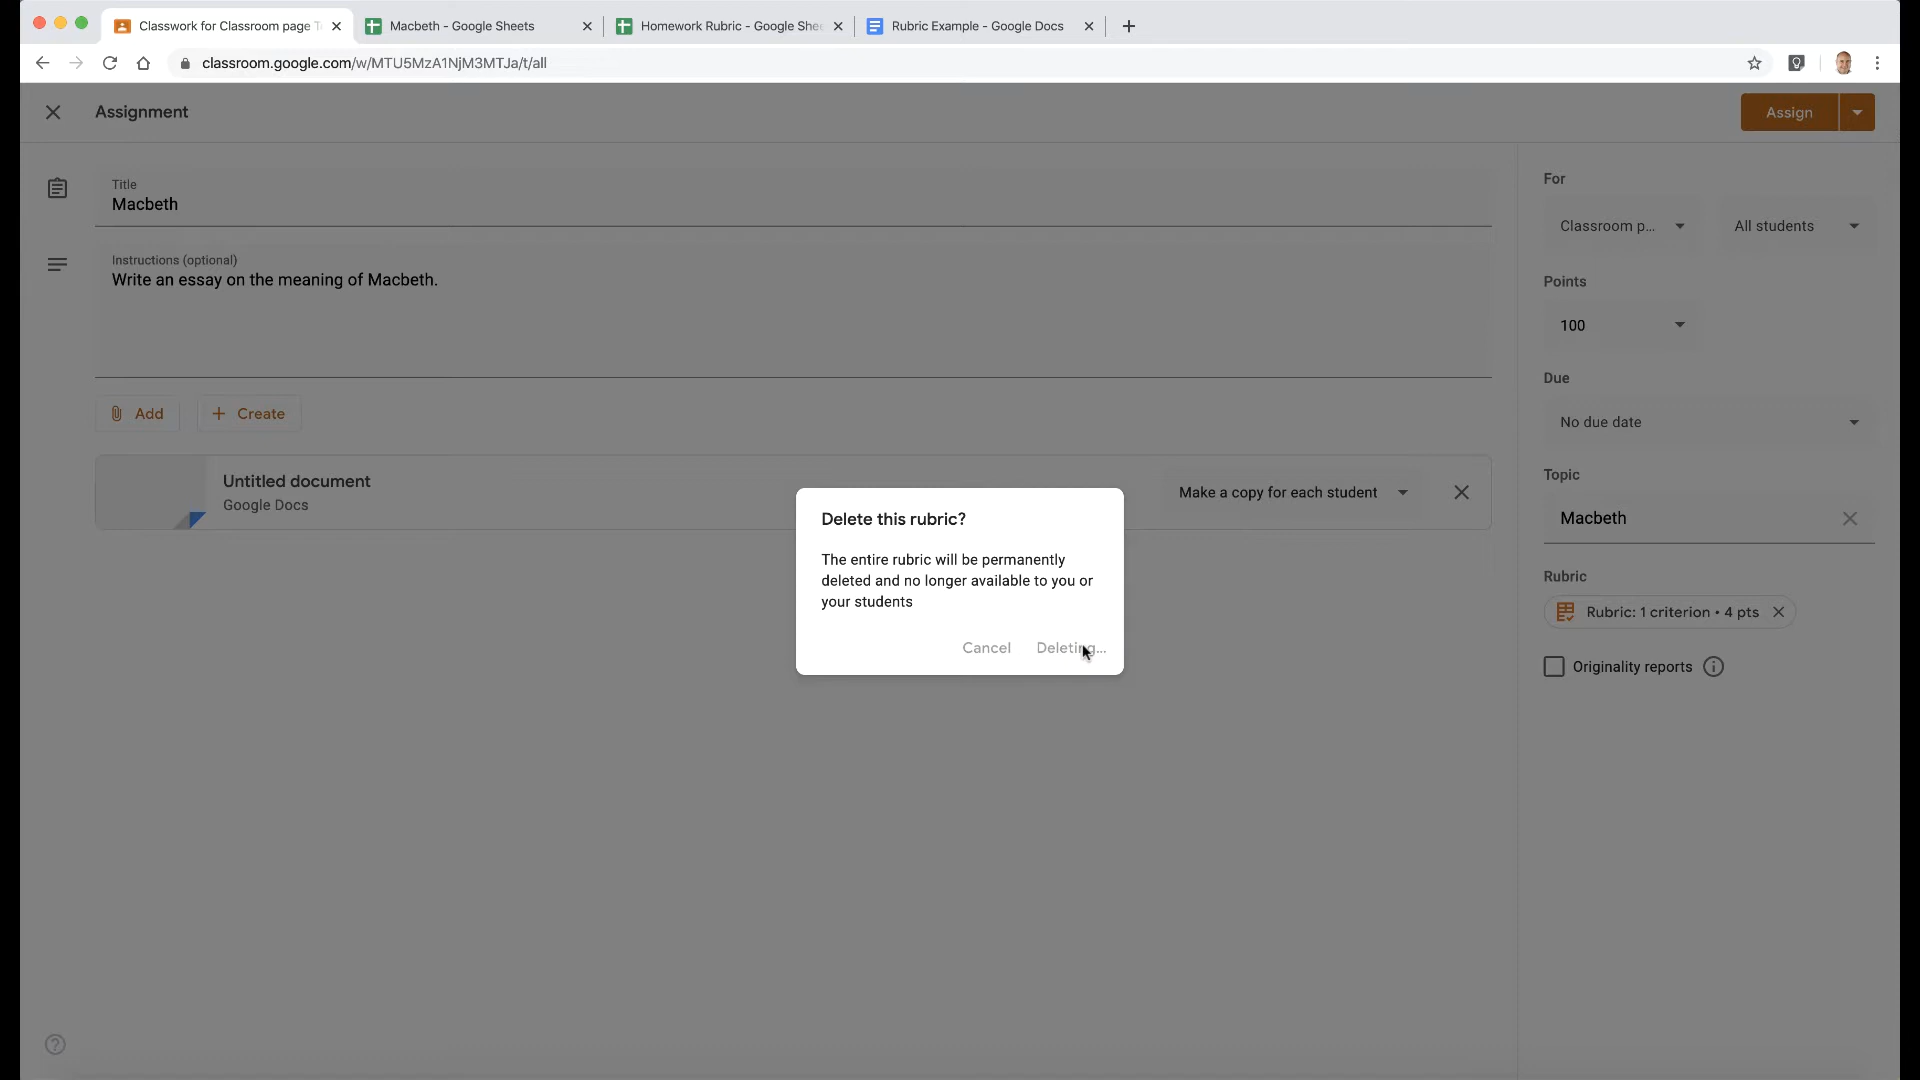 Classwork for Classroom page T
Macbeth - Google Sheets
Homework Rubric - Google Shee
Rubric Example - Google Docs
classroom.google.com/w/MTU5MzA1NjM3MTJa/t/all
Assignment
Assign
Title
Macbeth
Instructions (optional)
Write an essay on the meaning of Macbeth.
Add
Create
Untitled document
Google Docs
Make a copy for each student
For
Classroom p...
All students
Points
100
Due
No due date
Topic
Macbeth
Rubric
Rubric: 1 criterion • 4 pts
Originality reports
Delete this rubric?
The entire rubric will be permanently
deleted and no longer available to you or
your students
Cancel
Deleting...